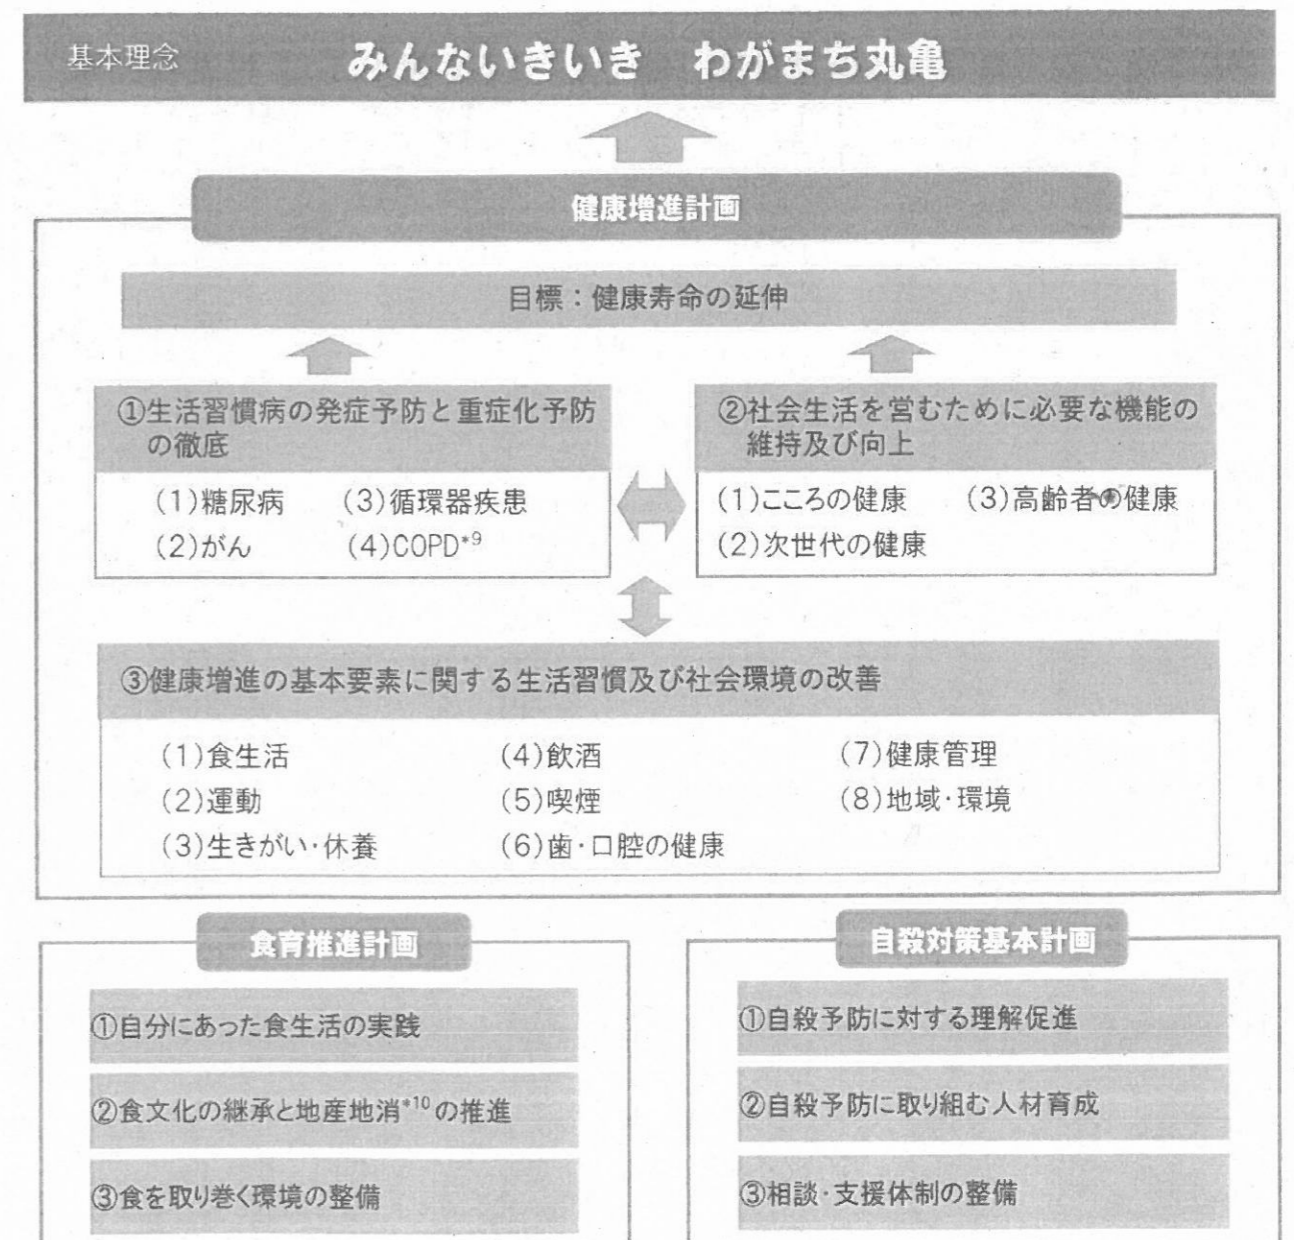 基本理念 みんないきいき わがまち丸亀
健康増進計画
目標：健康寿命の延伸
①生活習慣病の発症予防と重症化予防
の徹底
(1)糖尿病 (3)循環器疾患
(2)がん (4)COPD*9
②社会生活を営むために必要な機能の
維持及び向上
(1)こころの健康 (3)高齢者の健康
(2)次世代の健康
③健康増進の基本要素に関する生活習慣及び社会環境の改善
(1)食生活 (4)飲酒 (7)健康管理
(2)運動 (5)喫煙 (8)地域・環境
(3)生きがい・休養 (6)歯・口腔の健康
食育推進計画
①自分にあった食生活の実践
②食文化の継承と地産地消*10の推進
③食を取り巻く環境の整備
自殺対策基本計画
①自殺予防に対する理解促進
②自殺予防に取り組む人材育成
③相談・支援体制の整備